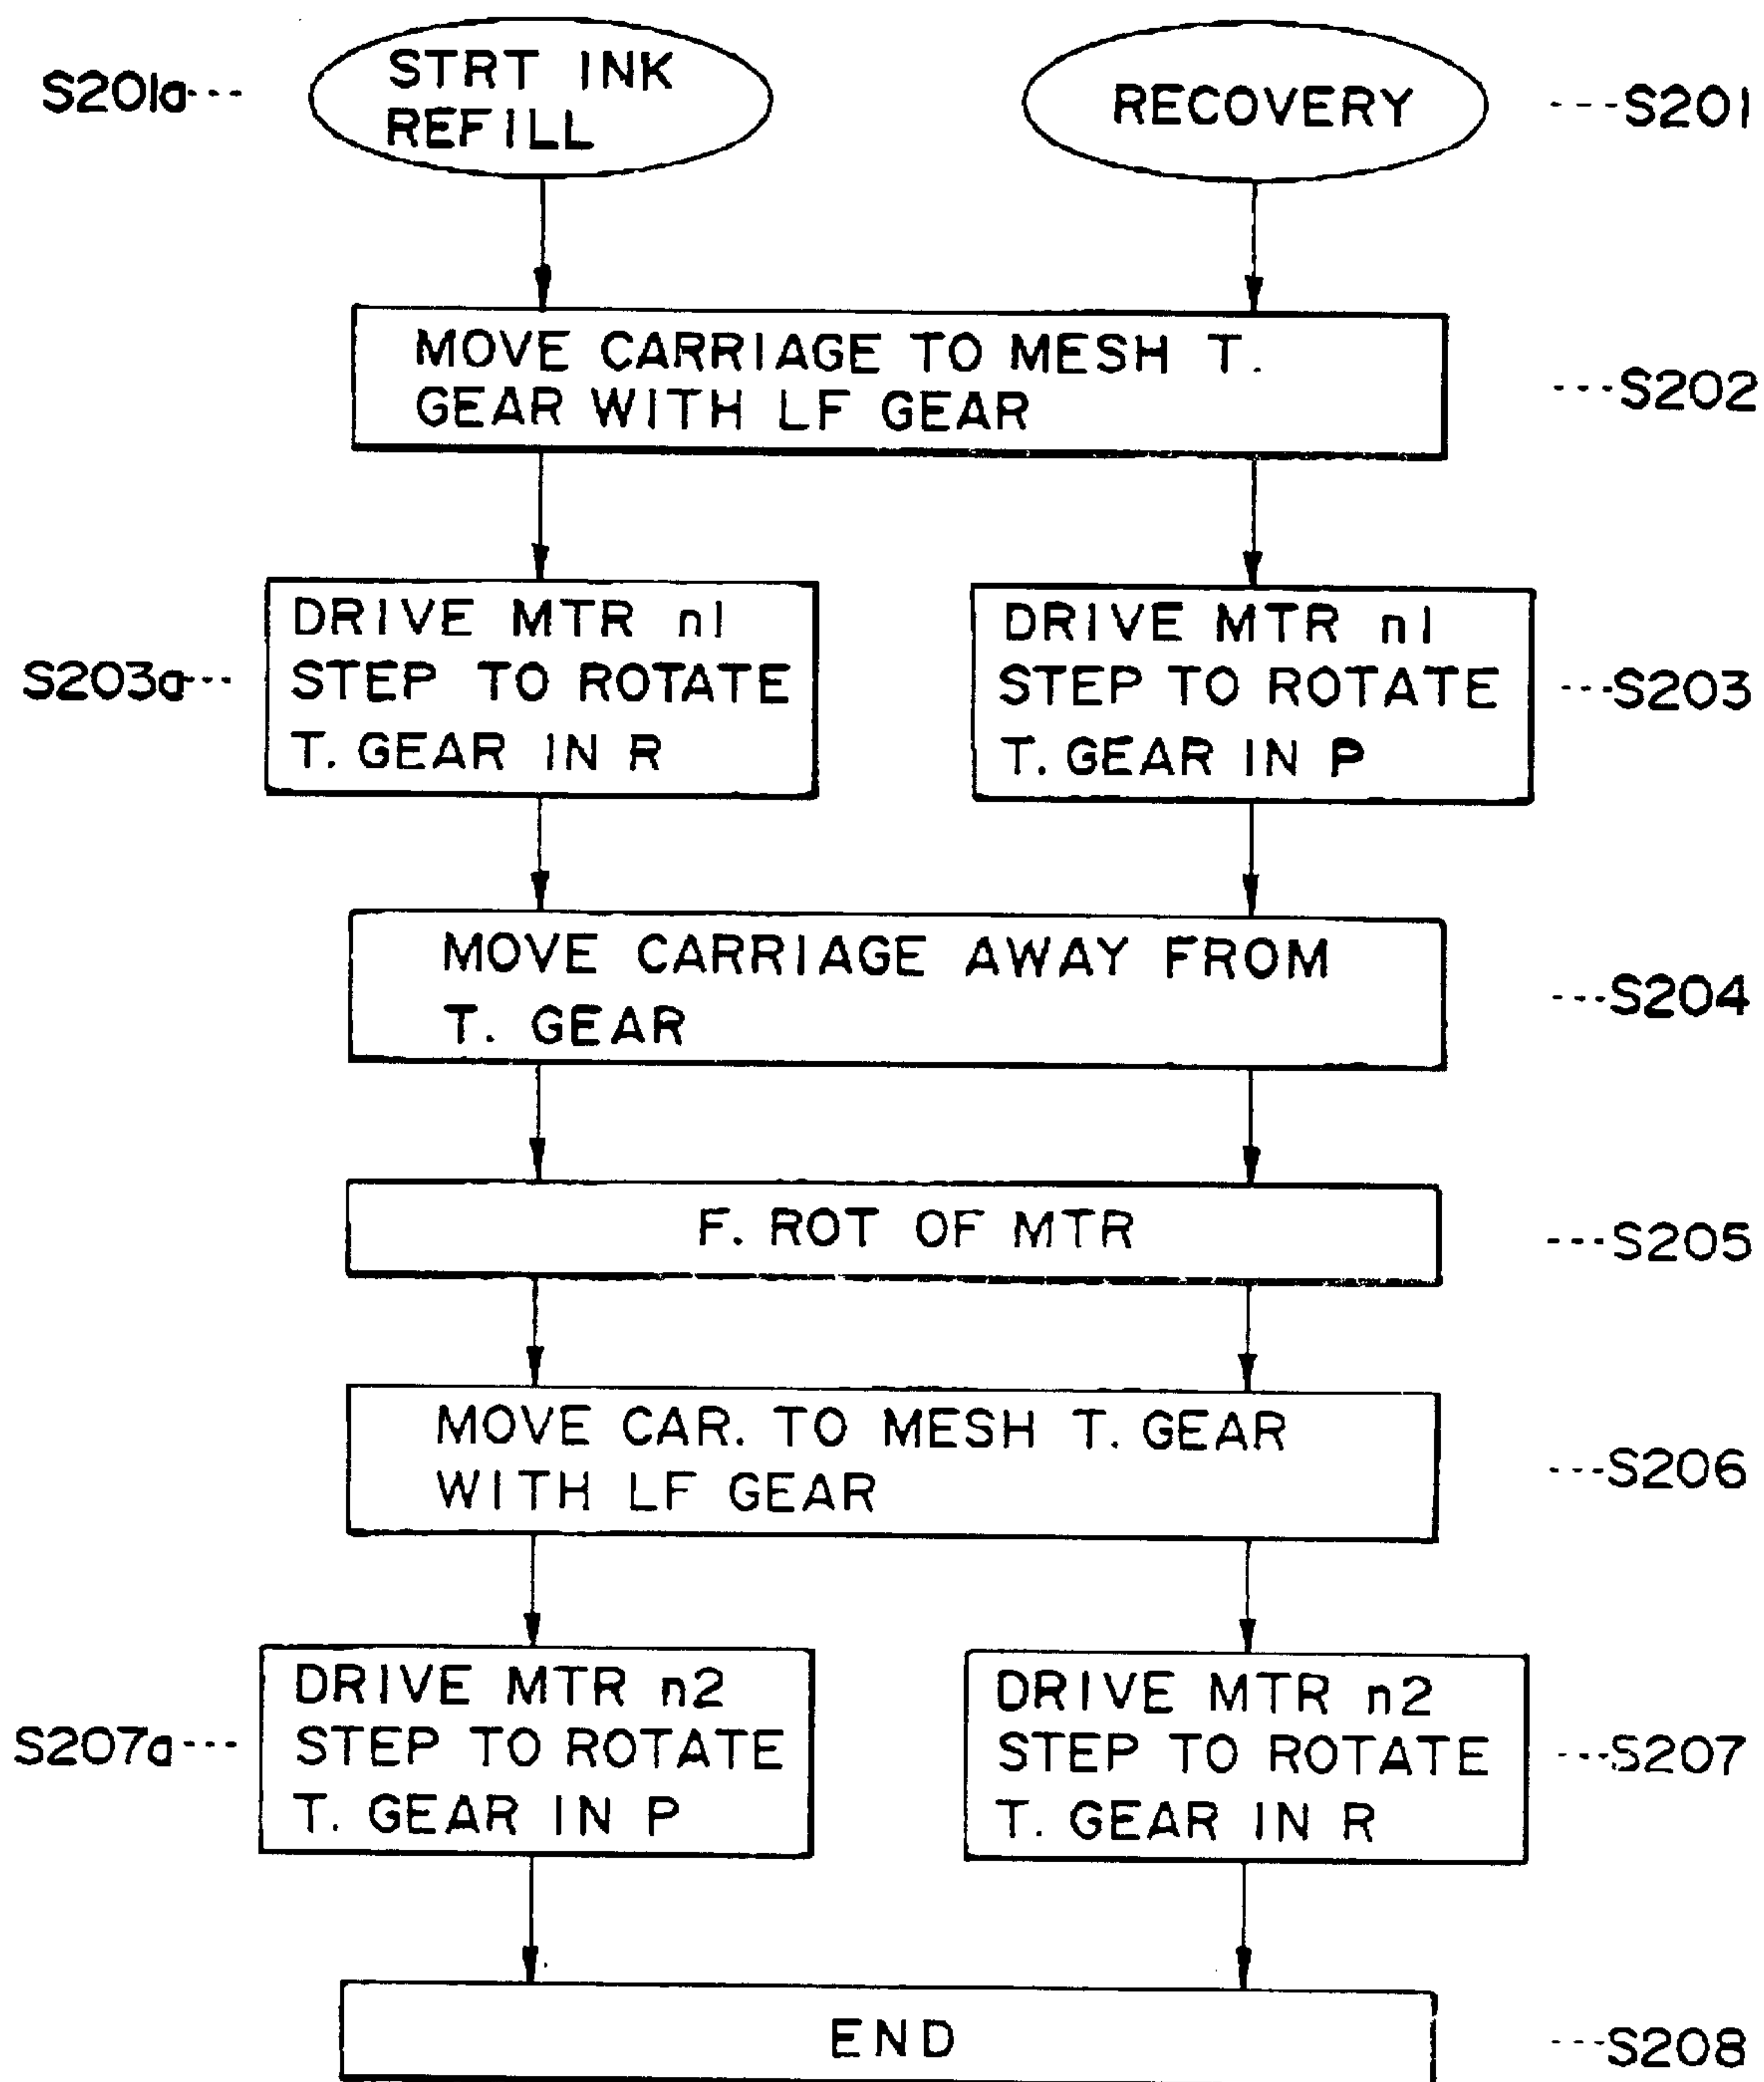 S201a---
STRT INK
REFILL
RECOVERY
---S201
MOVE CARRIAGE TO MESH T.
GEAR WITH LF GEAR
---S202
S203a---
DRIVE MTR n1
STEP TO ROTATE
T. GEAR IN R
DRIVE MTR n1
STEP TO ROTATE
T. GEAR IN P
---S203
MOVE CARRIAGE AWAY FROM
T. GEAR
---S204
F. ROT OF MTR
---S205
MOVE CAR. TO MESH T. GEAR
WITH LF GEAR
---S206
S207a---
DRIVE MTR n2
STEP TO ROTATE
T. GEAR IN P
DRIVE MTR n2
STEP TO ROTATE
T. GEAR IN R
---S207
END
---S208